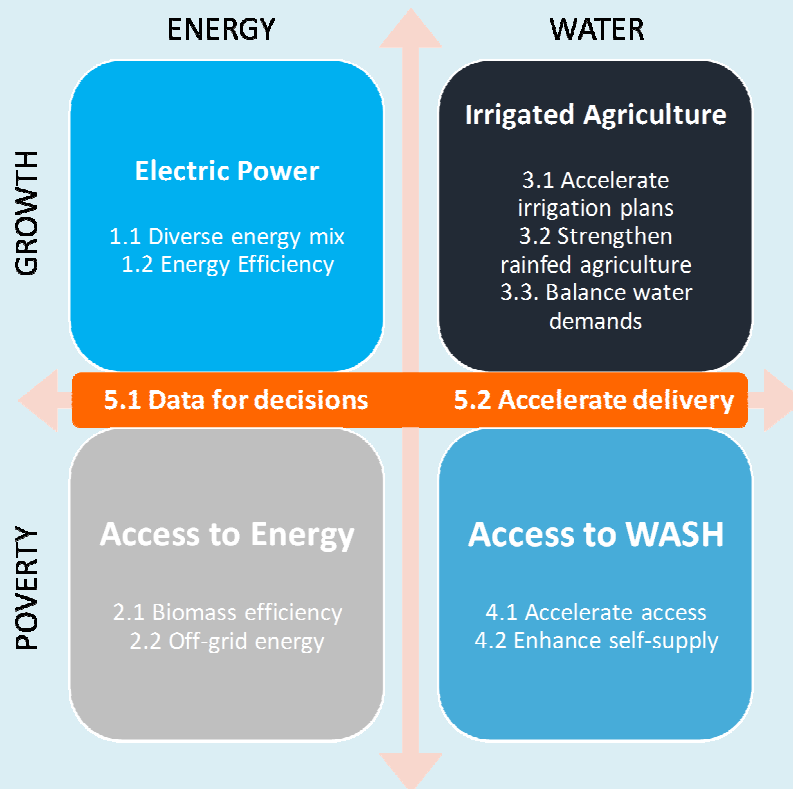 ENERGY
WATER
GROWTH
Electric Power
1.1 Diverse energy mix
1.2 Energy Efficiency
Irrigated Agriculture
3.1 Accelerate
irrigation plans
3.2 Strengthen
rainfed agriculture
3.3. Balance water
demands
5.1 Data for decisions
5.2 Accelerate delivery
POVERTY
Access to Energy
2.1 Biomass efficiency
2.2 Off-grid energy
Access to WASH
4.1 Accelerate access
4.2 Enhance self-supply